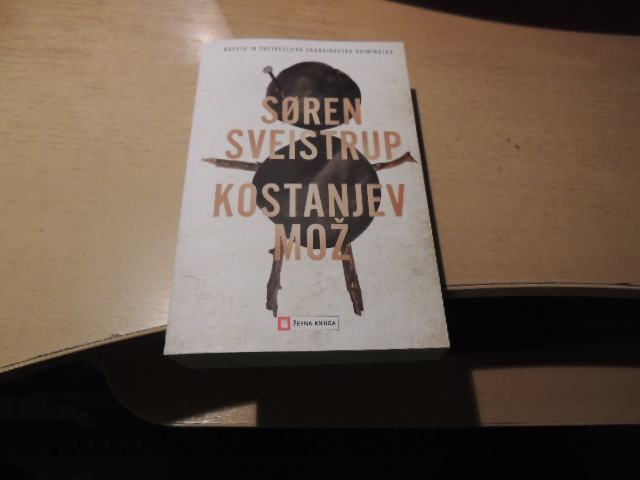 NAPETA IN PRETRESLJIVA SKANDINAVSKA KRIMINALKA
SØREN
SVEISTRUP
KOSTANJEV
MOŽ
ŽEPNA KNJIGA